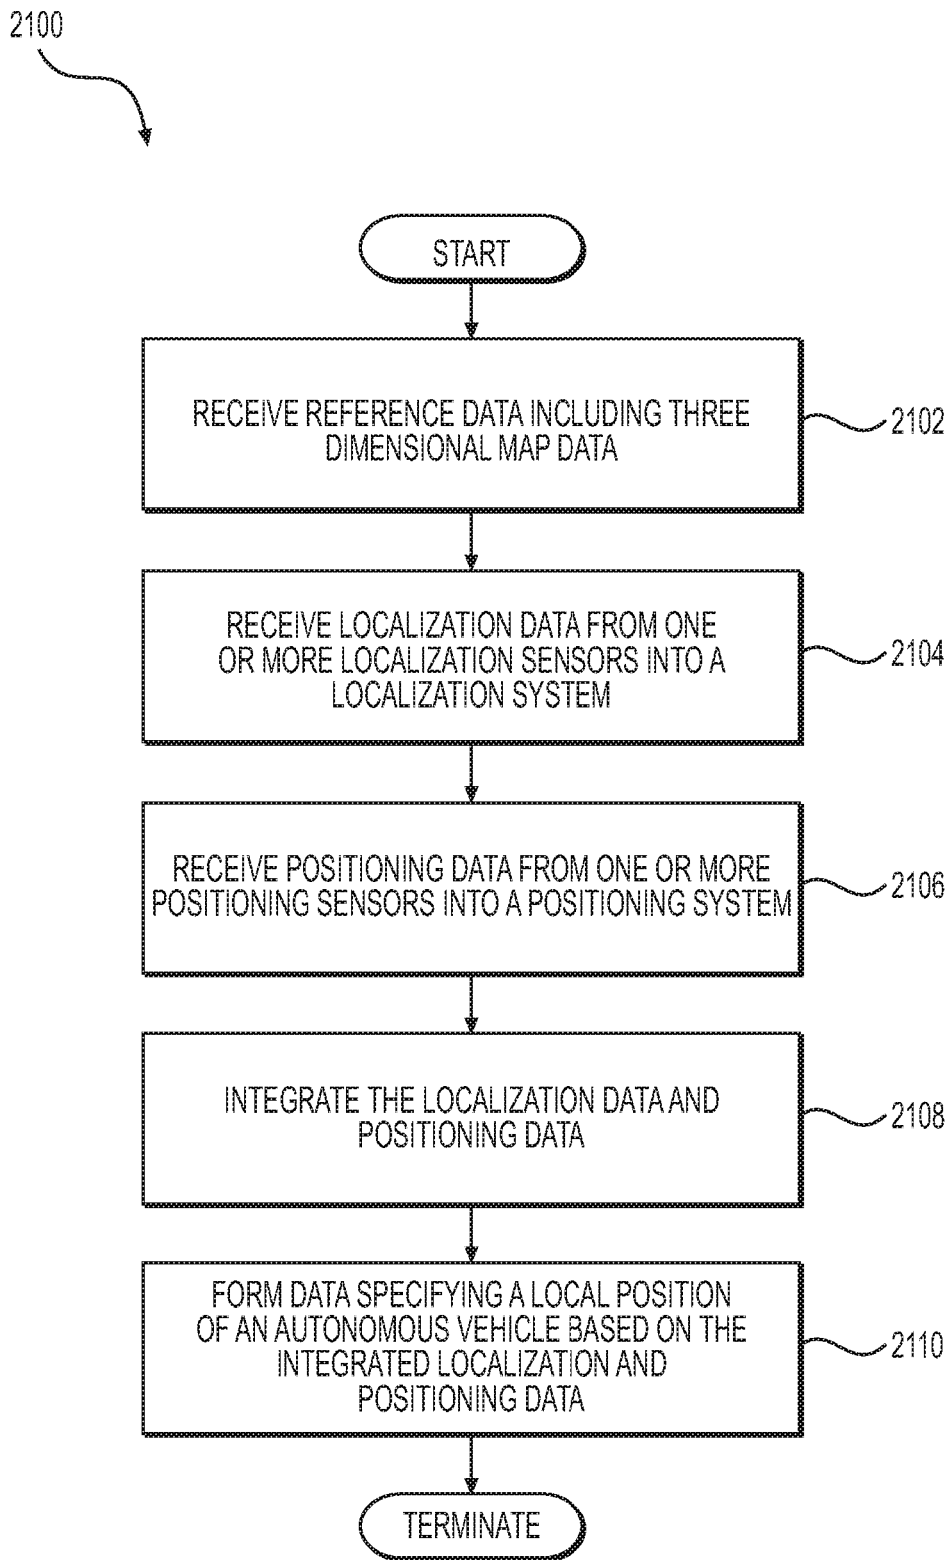 2100
START
RECEIVE REFERENCE DATA INCLUDING THREE
DIMENSIONAL MAP DATA
2102
RECEIVE LOCALIZATION DATA FROM ONE
OR MORE LOCALIZATION SENSORS INTO A
LOCALIZATION SYSTEM
2104
RECEIVE POSITIONING DATA FROM ONE OR MORE
POSITIONING SENSORS INTO A POSITIONING SYSTEM
2106
INTEGRATE THE LOCALIZATION DATA AND
POSITIONING DATA
2108
FORM DATA SPECIFYING A LOCAL POSITION
OF AN AUTONOMOUS VEHICLE BASED ON THE
INTEGRATED LOCALIZATION AND
POSITIONING DATA
2110
TERMINATE